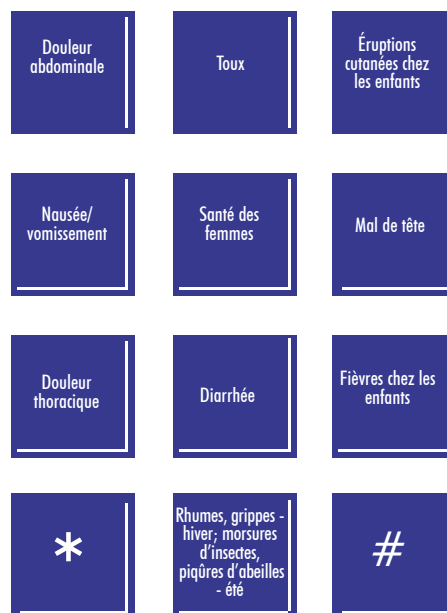 Douleur
abdominale
Toux
Éruptions
cutanées chez
les enfants
Nausée/
vomissement
Santé des
femmes
Mal de tête
Douleur
thoracique
Diarrhée
Fièvres chez les
enfants
*
Rhumes, grippes -
hiver; morsures
d'insectes,
piqûres d'abeilles
- été
#